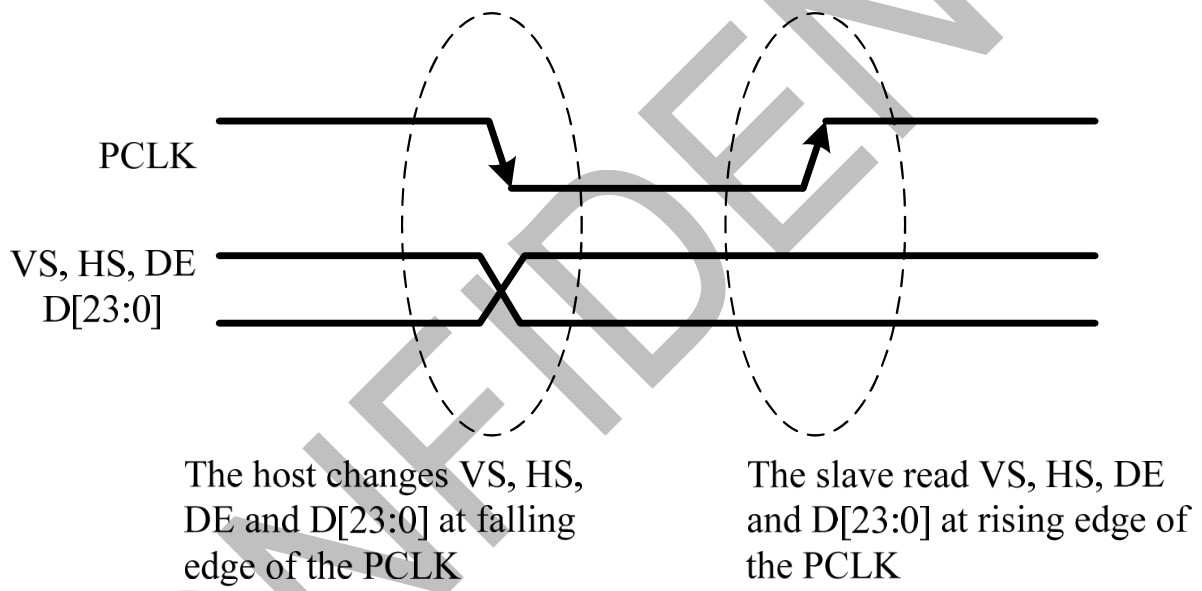 PCLK
VS, HS, DE
D[23:0]
The host changes VS, HS,
DE and D[23:0] at falling
edge of the PCLK
The slave read VS, HS, DE
and D[23:0] at rising edge of
the PCLK
NFIDEN